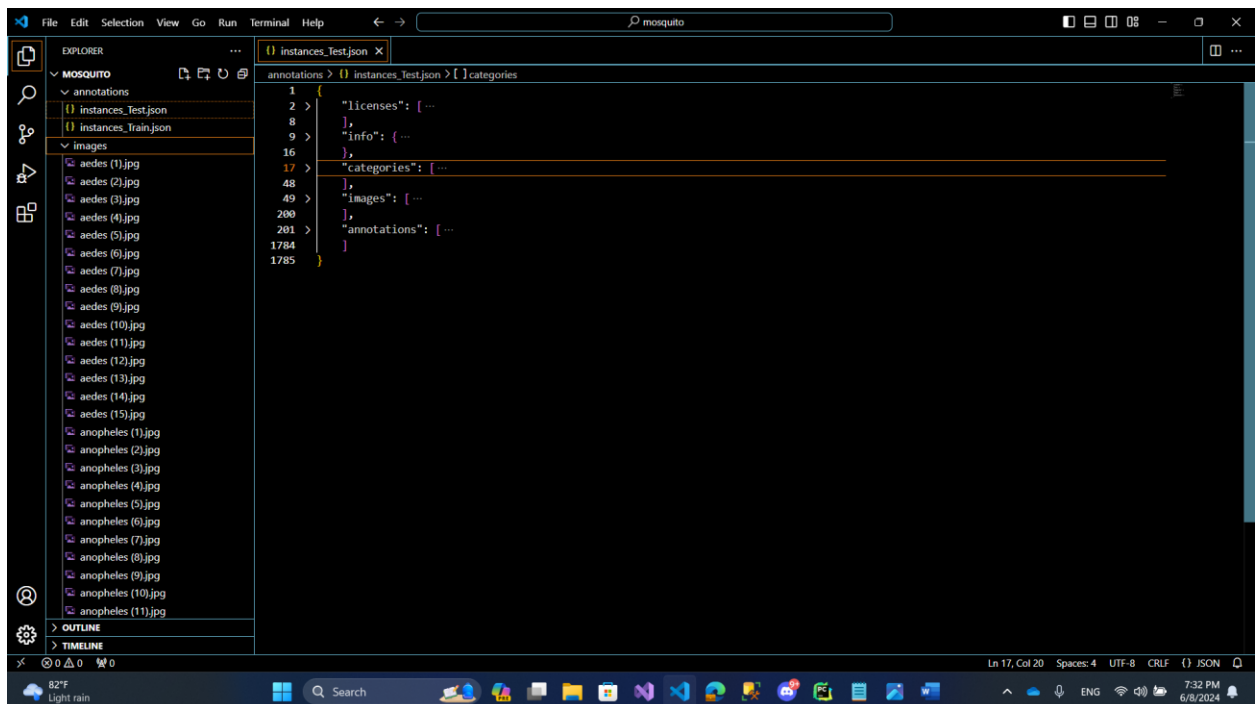 File Edit Selection View Go Run Terminal Help
mosquito
EXPLORER
MOSQUITO
annotations
{} instances_Test.json
{} instances_Train.json
images
aedes (1).jpg
aedes (2).jpg
aedes (3).jpg
aedes (4).jpg
aedes (5).jpg
aedes (6).jpg
aedes (7).jpg
aedes (8).jpg
aedes (9).jpg
aedes (10).jpg
aedes (11).jpg
aedes (12).jpg
aedes (13).jpg
aedes (14).jpg
aedes (15).jpg
anopheles (1).jpg
anopheles (2).jpg
anopheles (3).jpg
anopheles (4).jpg
anopheles (5).jpg
anopheles (6).jpg
anopheles (7).jpg
anopheles (8).jpg
anopheles (9).jpg
anopheles (10).jpg
anopheles (11).jpg
OUTLINE
TIMELINE
{} instances_Test.json
annotations > {} instances_Test.json > [ ] categories
1 {
2 > "licenses": [ ···
8 ],
9 > "info": { ···
16 },
17 > "categories": [ ···
48 ],
49 > "images": [ ···
200 ],
201 > "annotations": [ ···
1784 ]
1785 }
0 0 0 Ln 17, Col 20 Spaces: 4 UTF-8 CRLF {} JSON
82°F
Light rain
Search
ENG
7:32 PM
6/8/2024